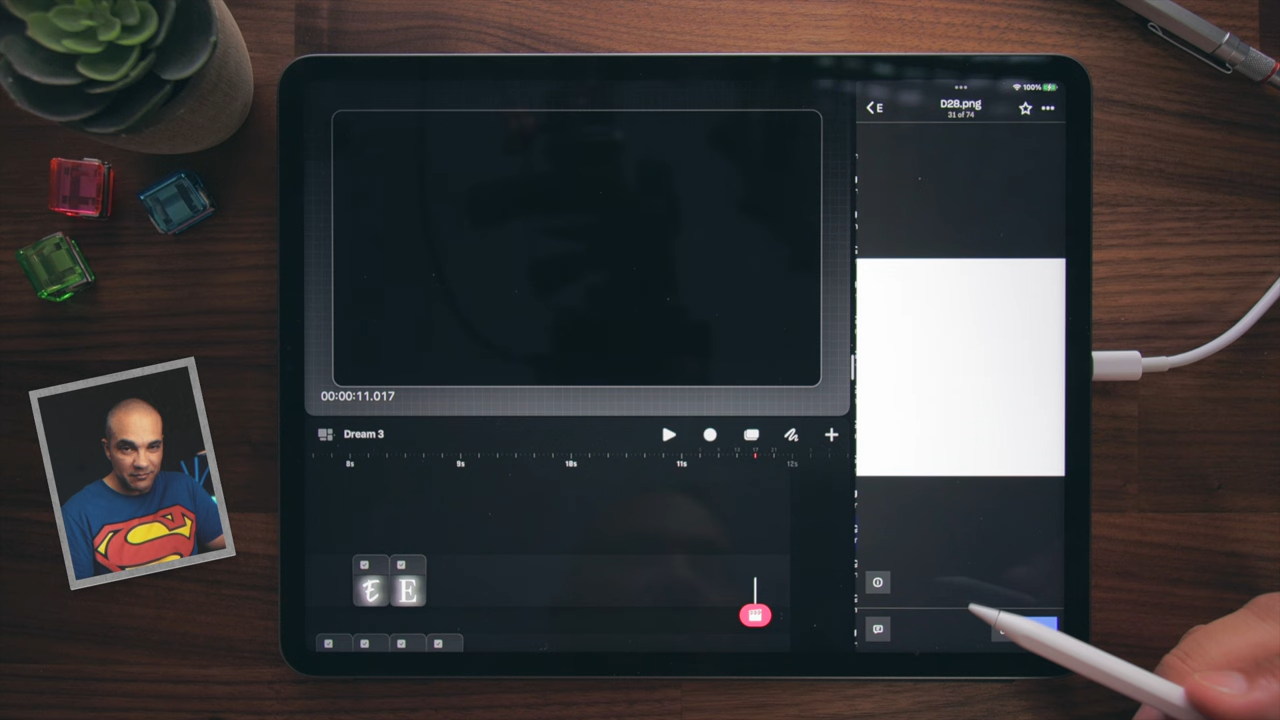 100%
E
D28.png
31 of 74
00:00:11.017
Dream 3
8s 9s 10s 11s 12s
E E
S